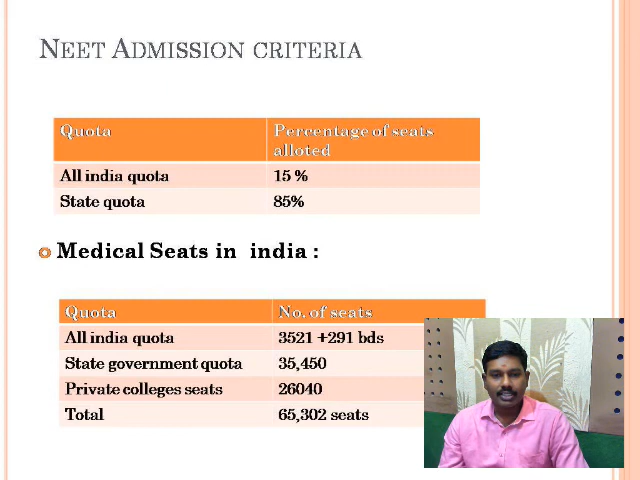 NEET ADMISSION CRITERIA
Quota Percentage of seats
alloted
All india quota 15 %
State quota 85%
Medical Seats in india :
Quota No. of seats
All india quota 3521 +291 bds
State government quota 35,450
Private colleges seats 26040
Total 65,302 seats